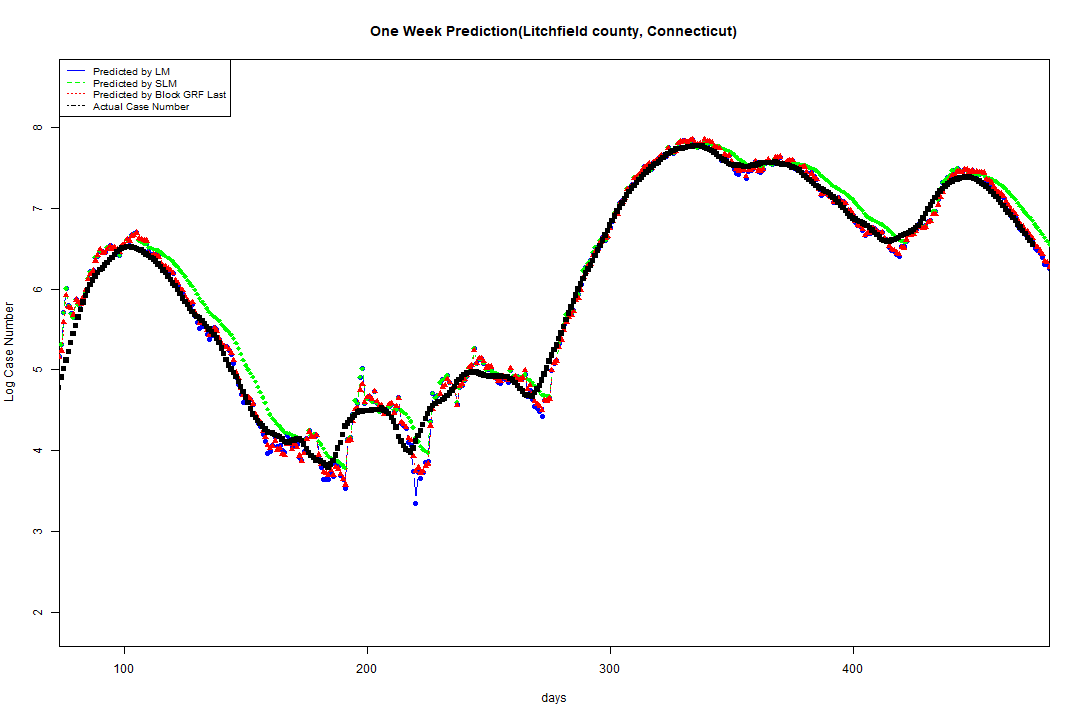 One Week Prediction(Litchfield county, Connecticut)
Predicted by LM
Predicted by SLM
Predicted by Block GRF Last
Actual Case Number
8
7
6
5
4
3
2
Log Case Number
100 200 300 400
days